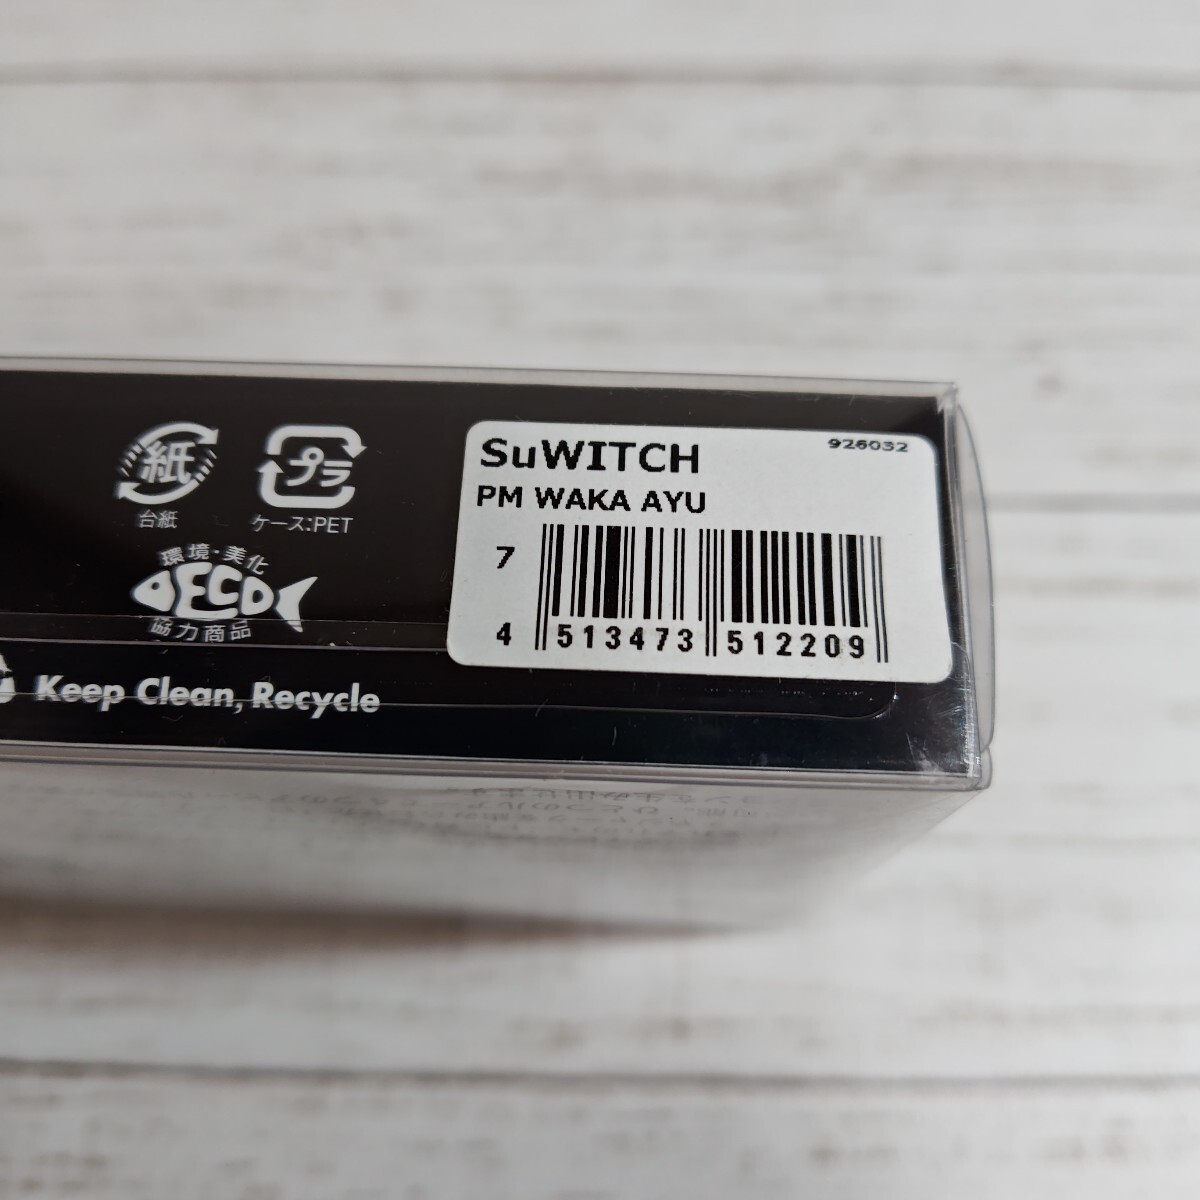 紙
台紙
プラ
ケース:PET
環境・美化
ECO
協力商品
Keep Clean, Recycle
SuWITCH
926032
PM WAKA AYU
7
4 513473 512209